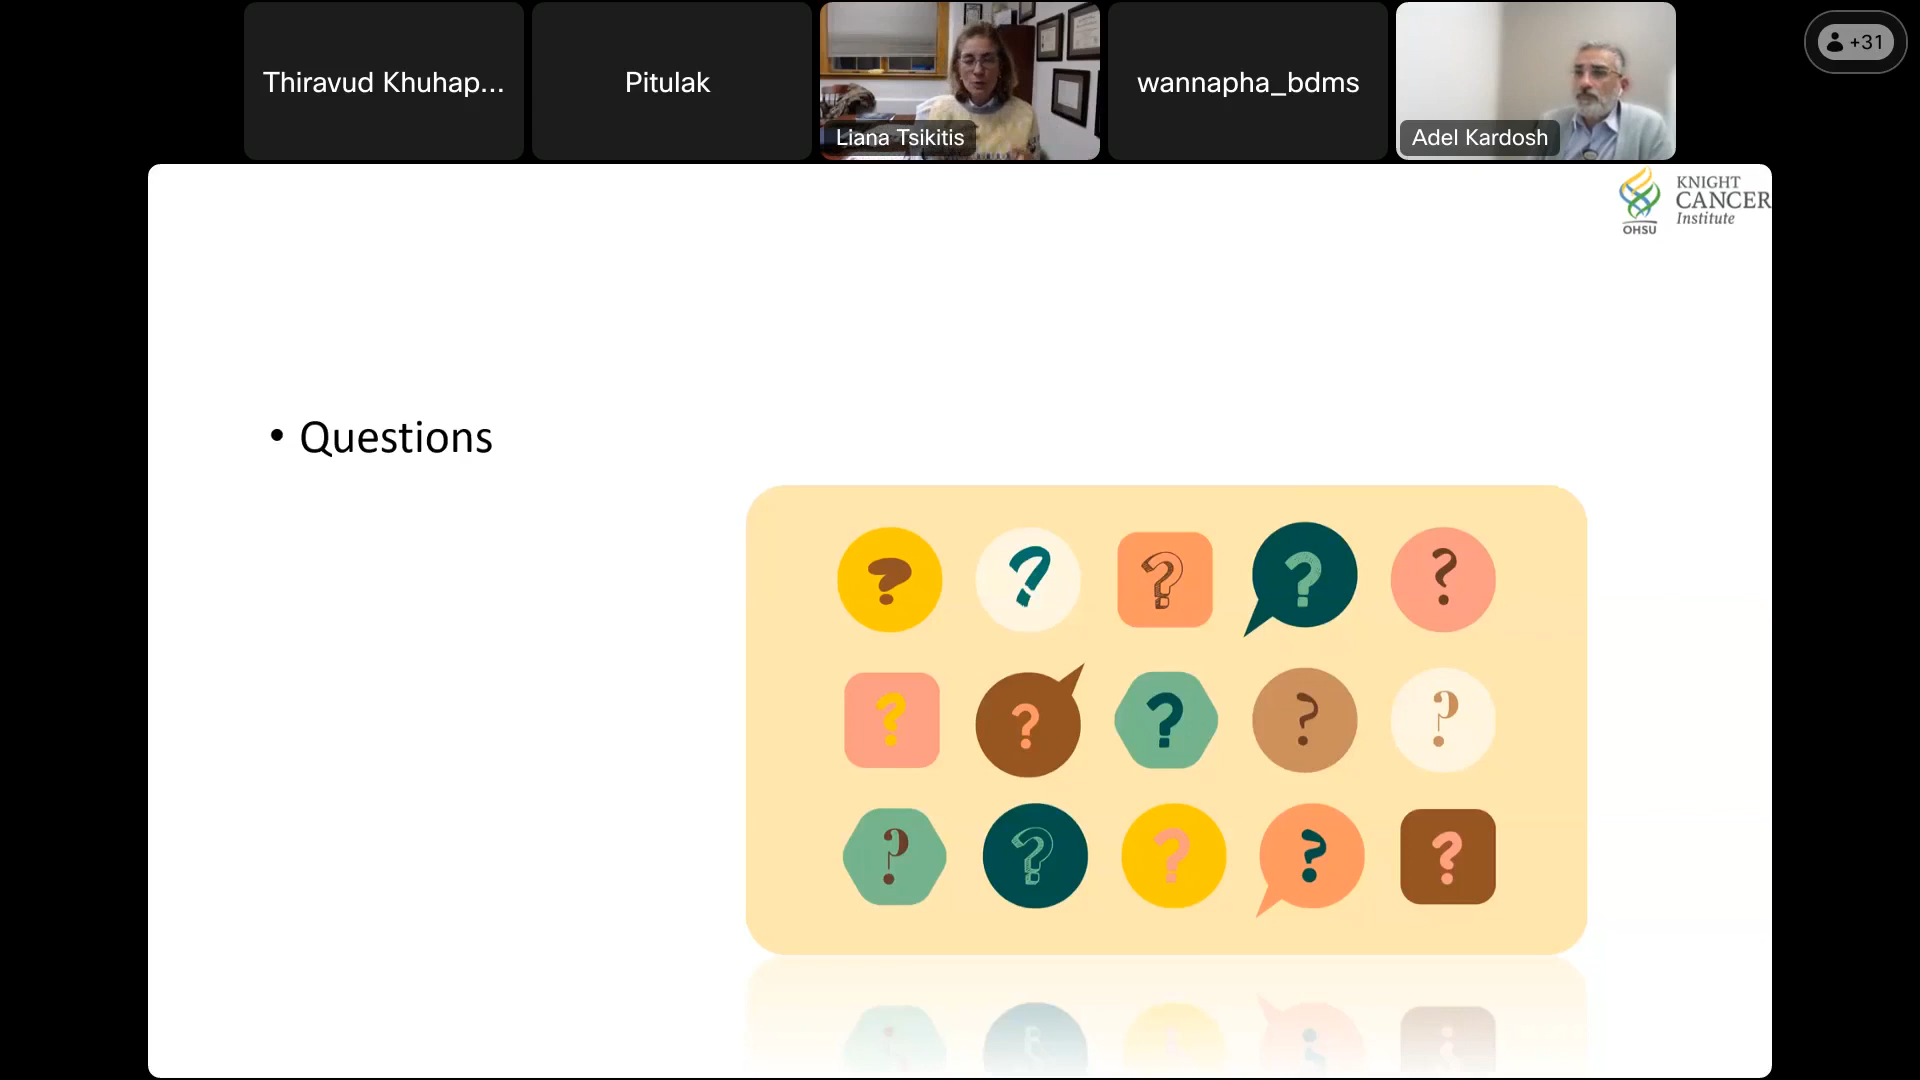 Thiravud Khuhap...
Pitulak
Liana Tsikitis
wannapha_bdms
Adel Kardosh
+31
KNIGHT
CANCER
Institute
OHSU
• Questions
? ? ? ? ?
? ? ? ? ?
? ? ? ? ?